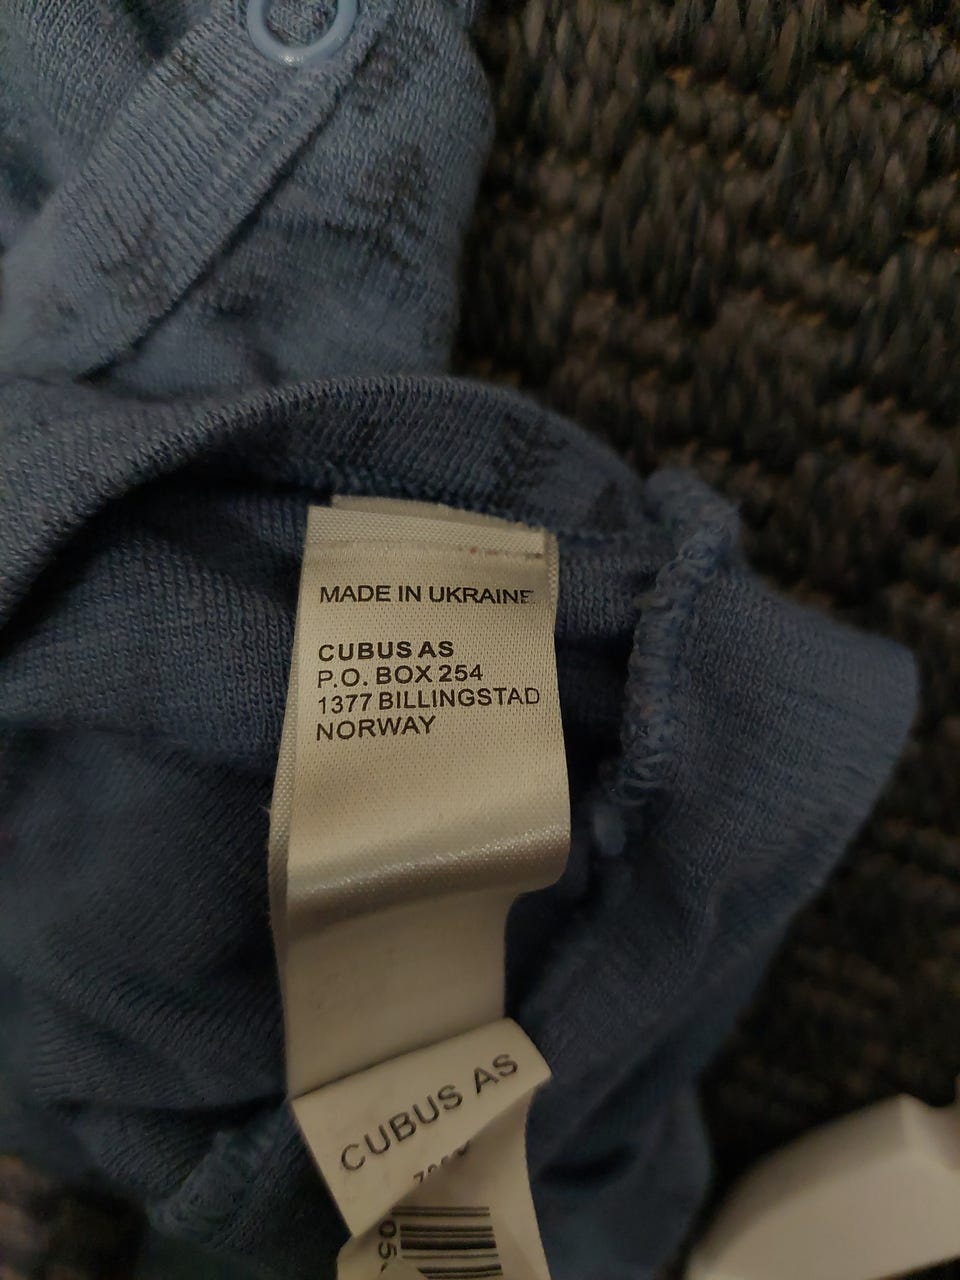 MADE IN UKRAINE
CUBUS AS
P.O. BOX 254
1377 BILLINGSTAD
NORWAY
CUBUS AS